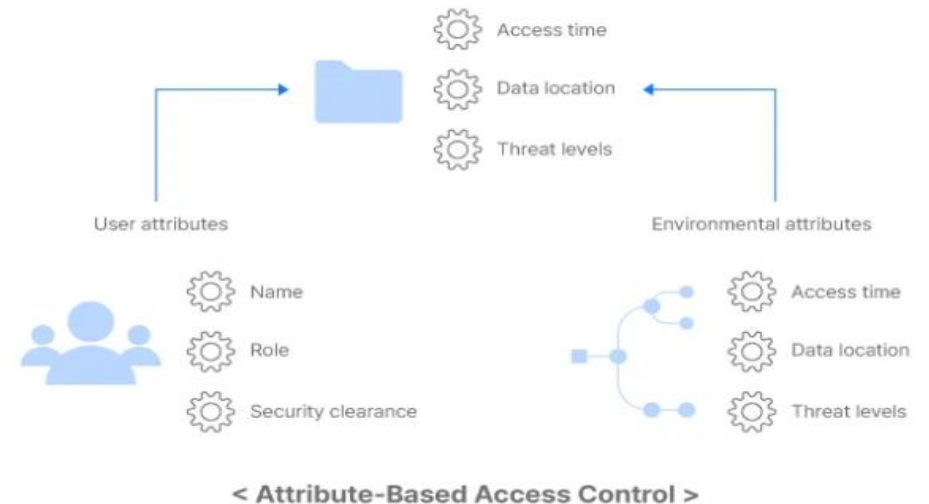 Access time
Data location
Threat levels
User attributes
Environmental attributes
Name
Role
Security clearance
Access time
Data location
Threat levels
< Attribute-Based Access Control >